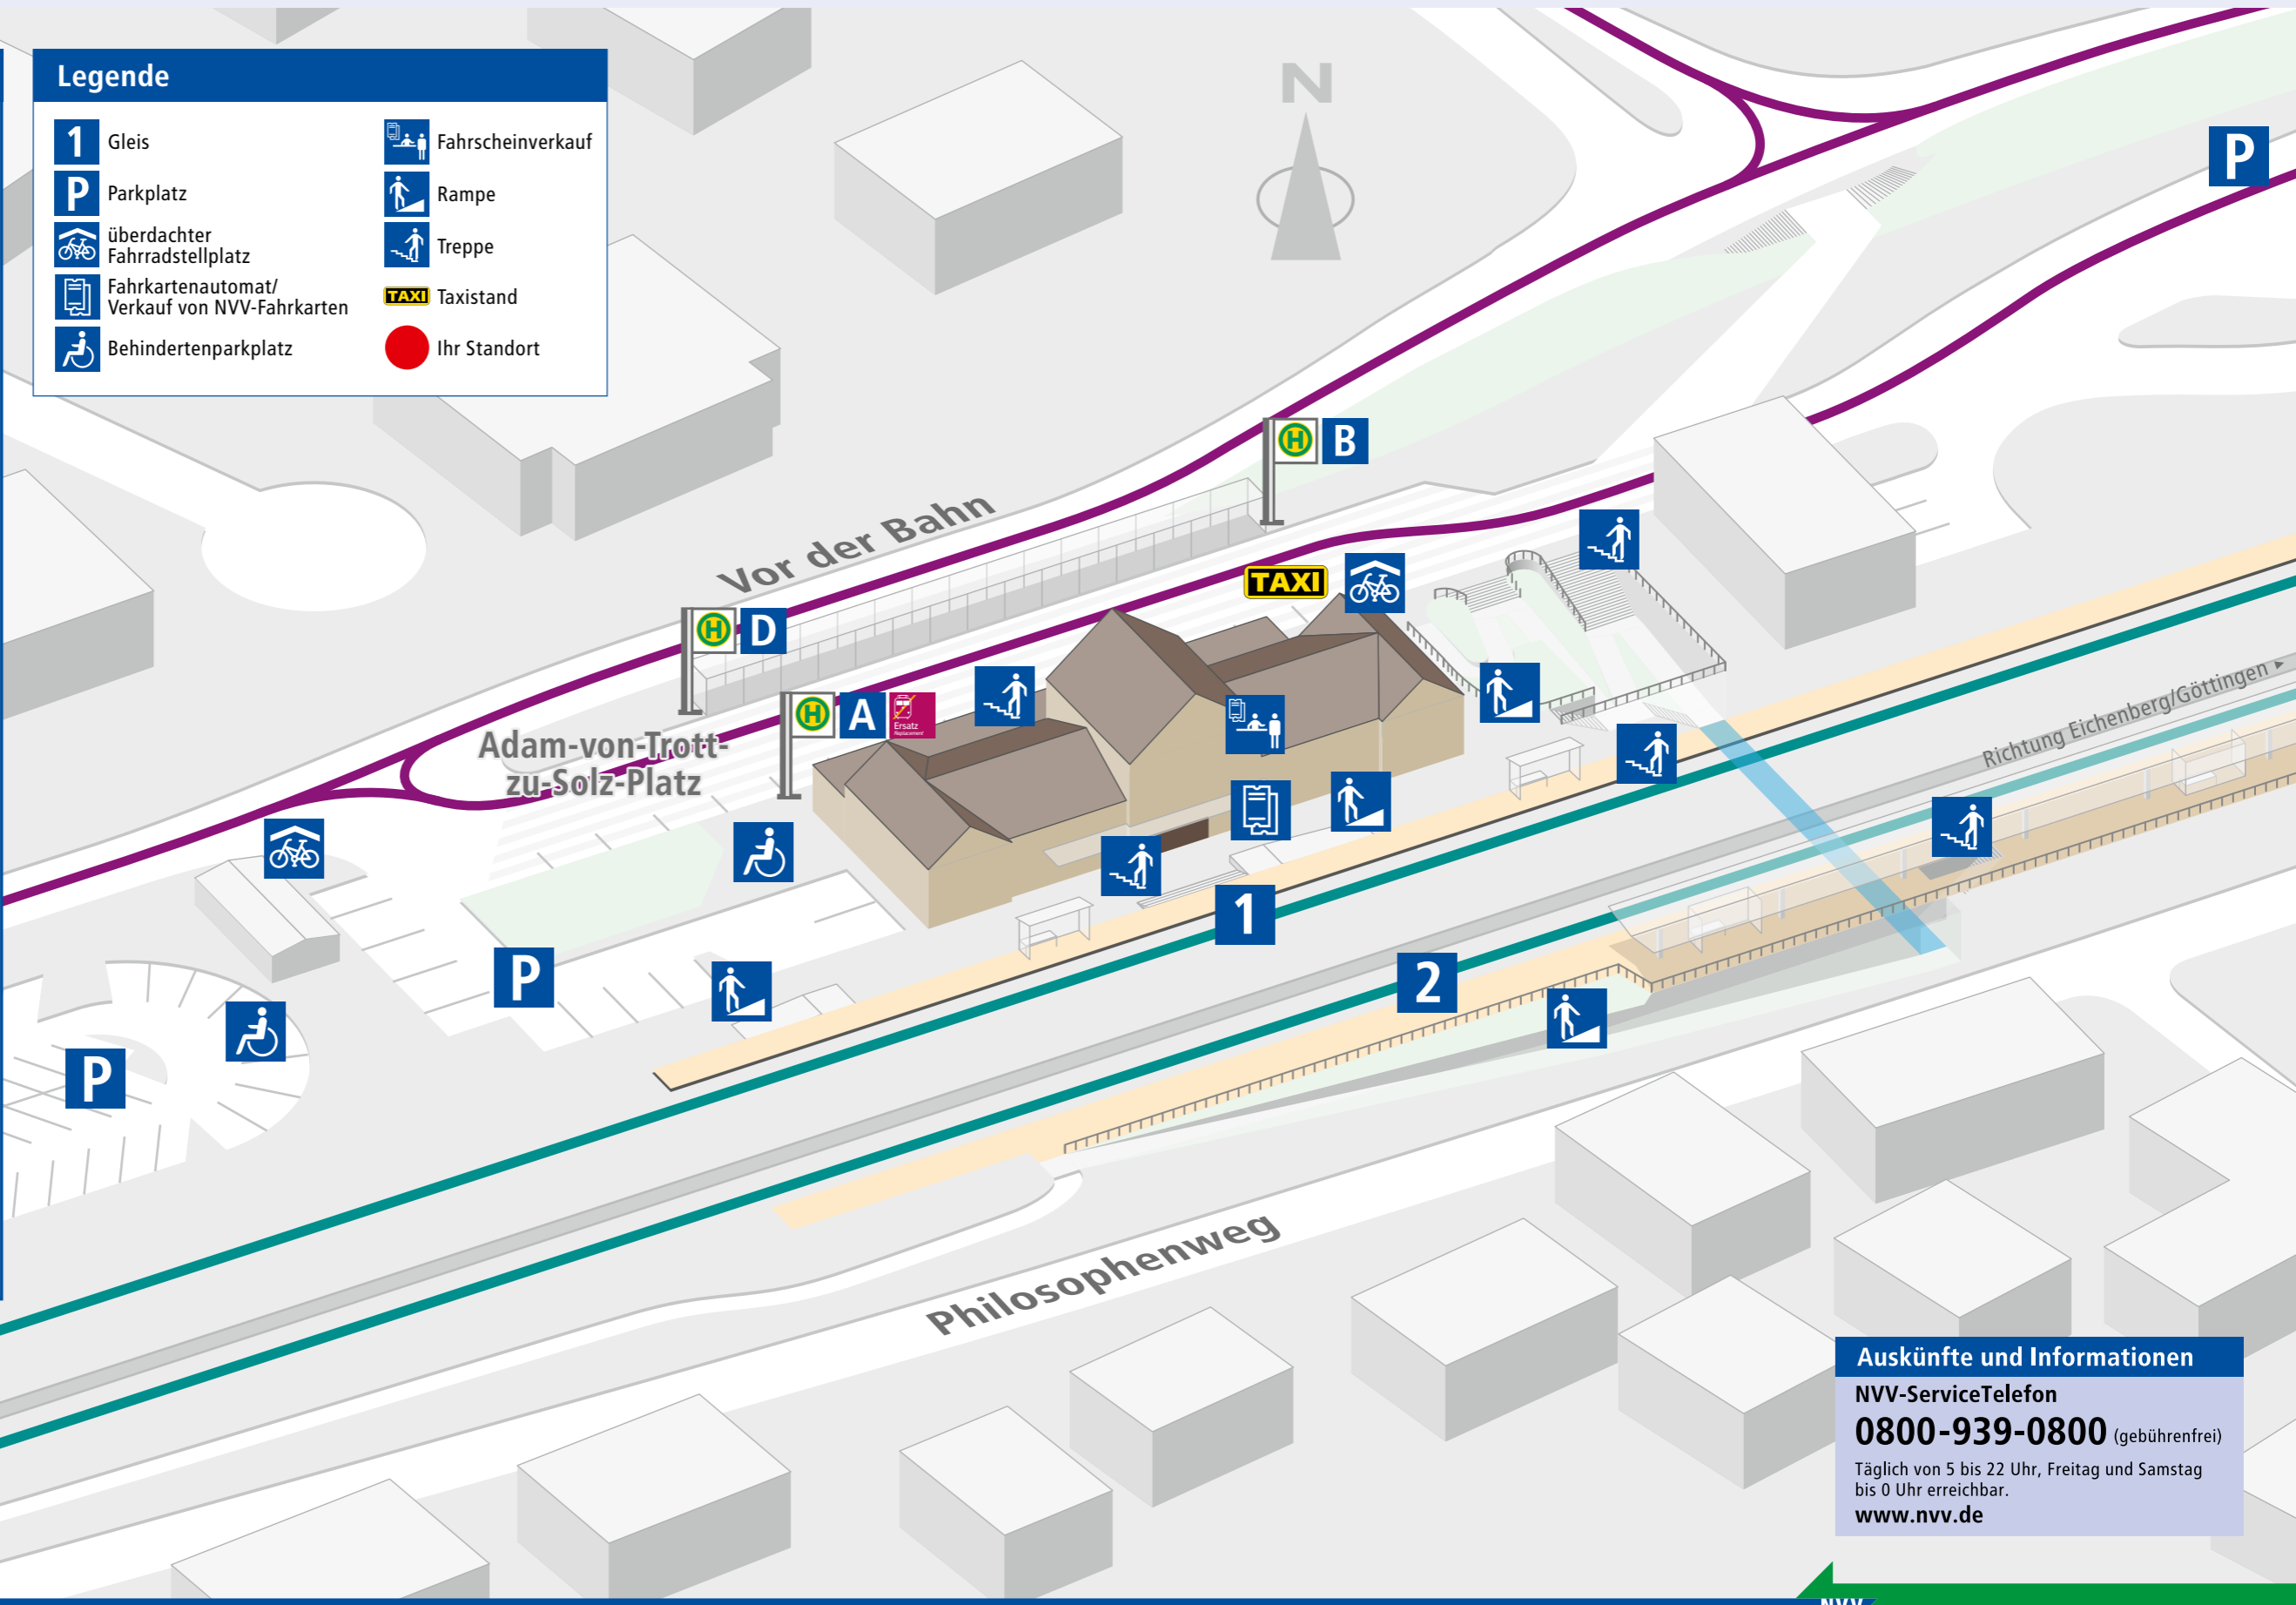 Legende
1 Gleis
P Parkplatz
überdachter
Fahrradstellplatz
Fahrkartenautomat/
Verkauf von NVV-Fahrkarten
Behindertenparkplatz
Fahrscheinverkauf
Rampe
Treppe
TAXI Taxistand
Ihr Standort
N
P
H B
Vor der Bahn
TAXI
H D
H A
Ersatz
Replacement
Adam-von-Trott-
zu-Solz-Platz
Richtung Eichenberg/Göttingen
1
P
2
P
Philosophenweg
Auskünfte und Informationen
NVV-ServiceTelefon
0800-939-0800 (gebührenfrei)
Täglich von 5 bis 22 Uhr, Freitag und Samstag
bis 0 Uhr erreichbar.
www.nvv.de
NVV